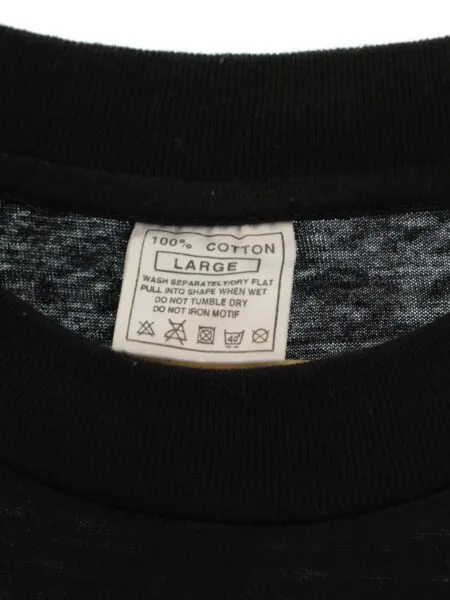 100% COTTON
LARGE
WASH SEPARATELY/DRY FLAT
PULL INTO SHAPE WHEN WET
DO NOT TUMBLE DRY
DO NOT IRON MOTIF
40°